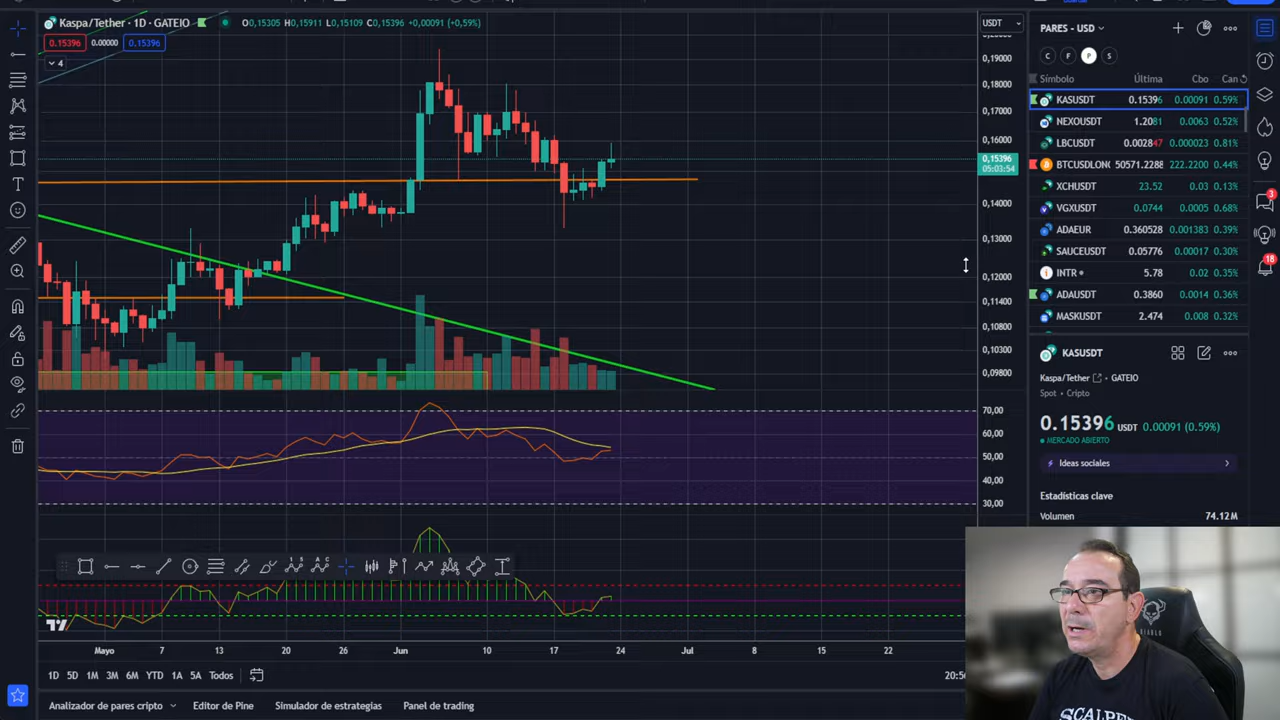 Kaspa/Tether · 1D · GATEIO O0,15305 H0,15911 L0,15109 C0,15396 +0,00091 (+0,59%)
0.15396 0.00000 0.15396
4
USDT
0,19000
0,18000
0,17000
0,16000
0,15396
05:03:54
0,14000
0,13000
0,12000
0,11400
0,10800
0,10300
0,09800
70,00
60,00
50,00
40,00
30,00
Mayo 7 13 20 26 Jun 10 17 24 Jul 8 15 22
1D 5D 1M 3M 6M YTD 1A 5A Todos
Analizador de pares cripto Editor de Pine Simulador de estrategias Panel de trading
PARES - USD
C F P S
Símbolo Última Cbo Can
KASUSDT 0.15396 0.00091 0.59%
NEXOUSDT 1.2081 0.0063 0.52%
LBCUSDT 0.002847 0.000023 0.81%
BTCUSDLON 50571.2288 222.2200 0.44%
XCHUSDT 23.52 0.03 0.13%
VGXUSDT 0.0744 0.0005 0.68%
ADAEUR 0.360528 0.001383 0.39%
SAUCEUSDT 0.05776 0.00017 0.30%
INTR 5.78 0.02 0.35%
ADAUSDT 0.3860 0.0014 0.36%
MASKUSDT 2.474 0.008 0.32%
KASUSDT
Kaspa/Tether · GATEIO
Spot · Cripto
0.15396 USDT 0.00091 (0.59%)
MERCADO ABIERTO
Ideas sociales
Estadísticas clave
Volumen 74.12M
3
18
DIABLO